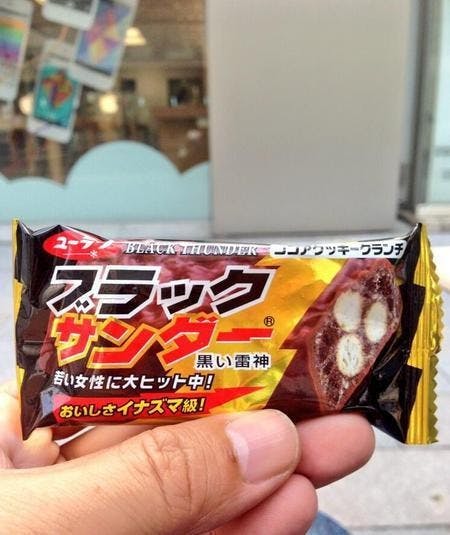 ユーラク
BLACK THUNDER ココアクッキークランチ
ブラック
サンダー®
黒い雷神
若い女性に大ヒット中!
おいしさイナズマ級!